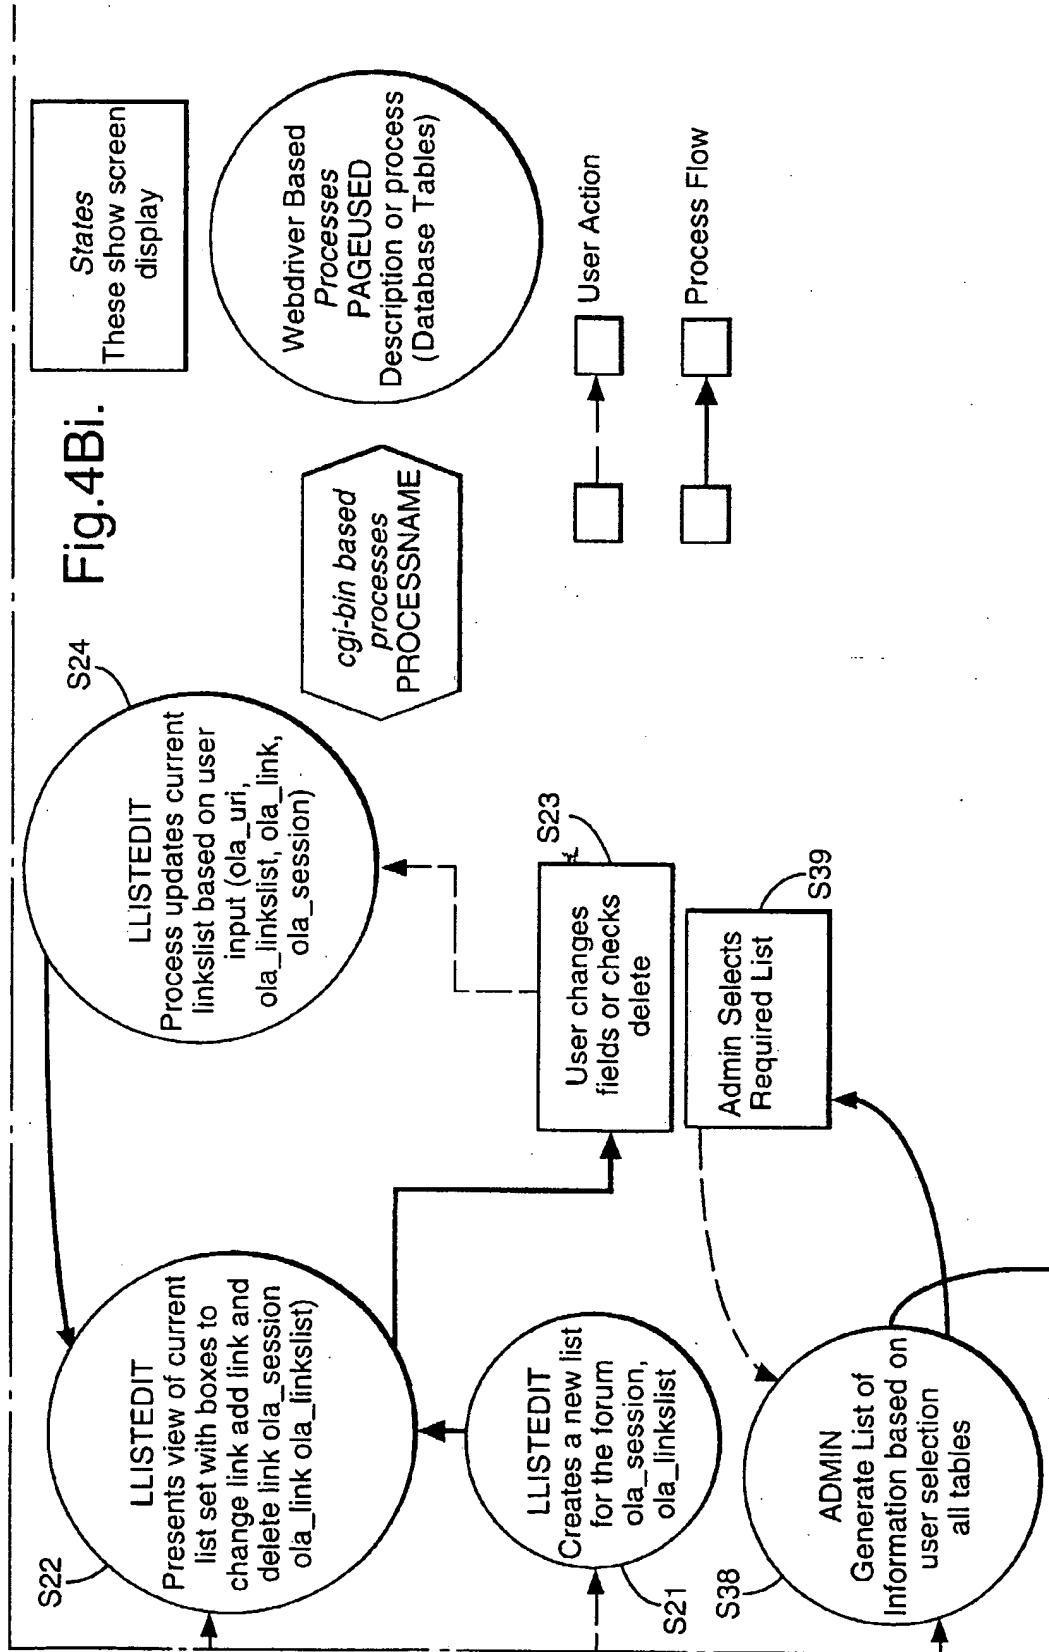 Fig.4Bi.
States
These show screen
display
Webdriver Based
Processes
PAGEUSED
Description or process
(Database Tables)
cgi-bin based
processes
PROCESSNAME
User Action
Process Flow
S24
LLISTEDIT
Process updates current
linkslist based on user
input (ola_uri,
ola_linkslist, ola_link,
ola_session)
S22
LLISTEDIT
Presents view of current
list set with boxes to
change link add link and
delete link ola_session
ola_link ola_linkslist)
S23
User changes
fields or checks
delete
S21
LLISTEDIT
Creates a new list
for the forum
ola_session,
ola_linkslist
S39
Admin Selects
Required List
S38
ADMIN
Generate List of
Information based on
user selection
all tables